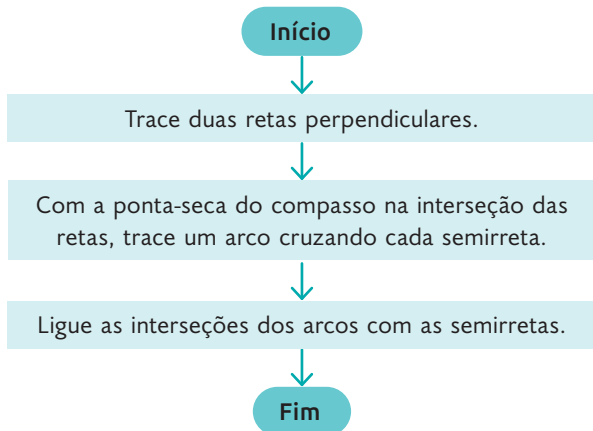 Início
Trace duas retas perpendiculares.
Com a ponta-seca do compasso na interseção das
retas, trace um arco cruzando cada semirreta.
Ligue as interseções dos arcos com as semirretas.
Fim